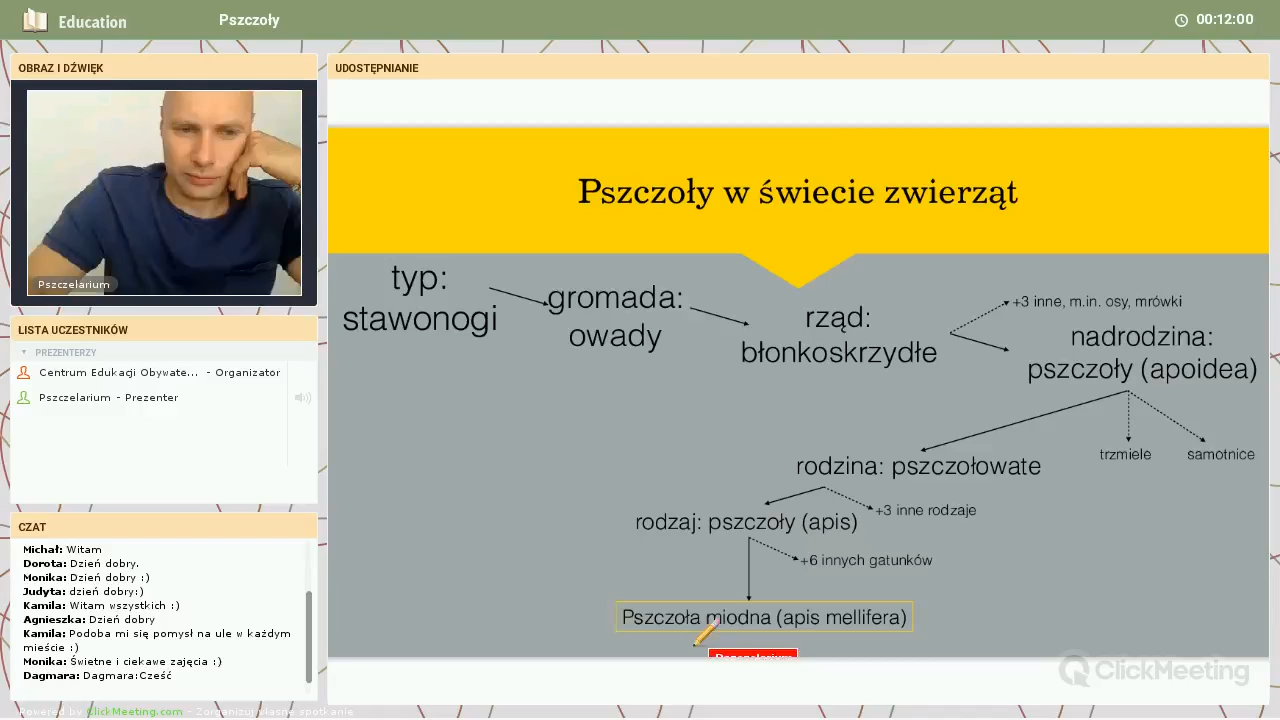 Education
Pszczoły
00:12:00
OBRAZ I DŹWIĘK
Pszczelarium
LISTA UCZESTNIKÓW
PREZENTERZY
Centrum Edukacji Obywate... - Organizator
Pszczelarium - Prezenter
CZAT
Michał: Witam
Dorota: Dzień dobry.
Monika: Dzień dobry :)
Judyta: dzień dobry:)
Kamila: Witam wszystkich :)
Agnieszka: Dzień dobry
Kamila: Podoba mi się pomysł na ule w każdym
mieście :)
Monika: Świetne i ciekawe zajęcia :)
Dagmara: Dagmara:Cześć
Powered by ClickMeeting.com - Zorganizuj własne spotkanie
UDOSTĘPNIANIE
Pszczoły w świecie zwierząt
typ:
stawonogi
gromada:
owady
rząd:
błonkoskrzydłe
+3 inne, m.in. osy, mrówki
nadrodzina:
pszczoły (apoidea)
trzmiele
samotnice
rodzina: pszczołowate
+3 inne rodzaje
rodzaj: pszczoły (apis)
+6 innych gatunków
Pszczoła miodna (apis mellifera)
Pszczelarium
ClickMeeting